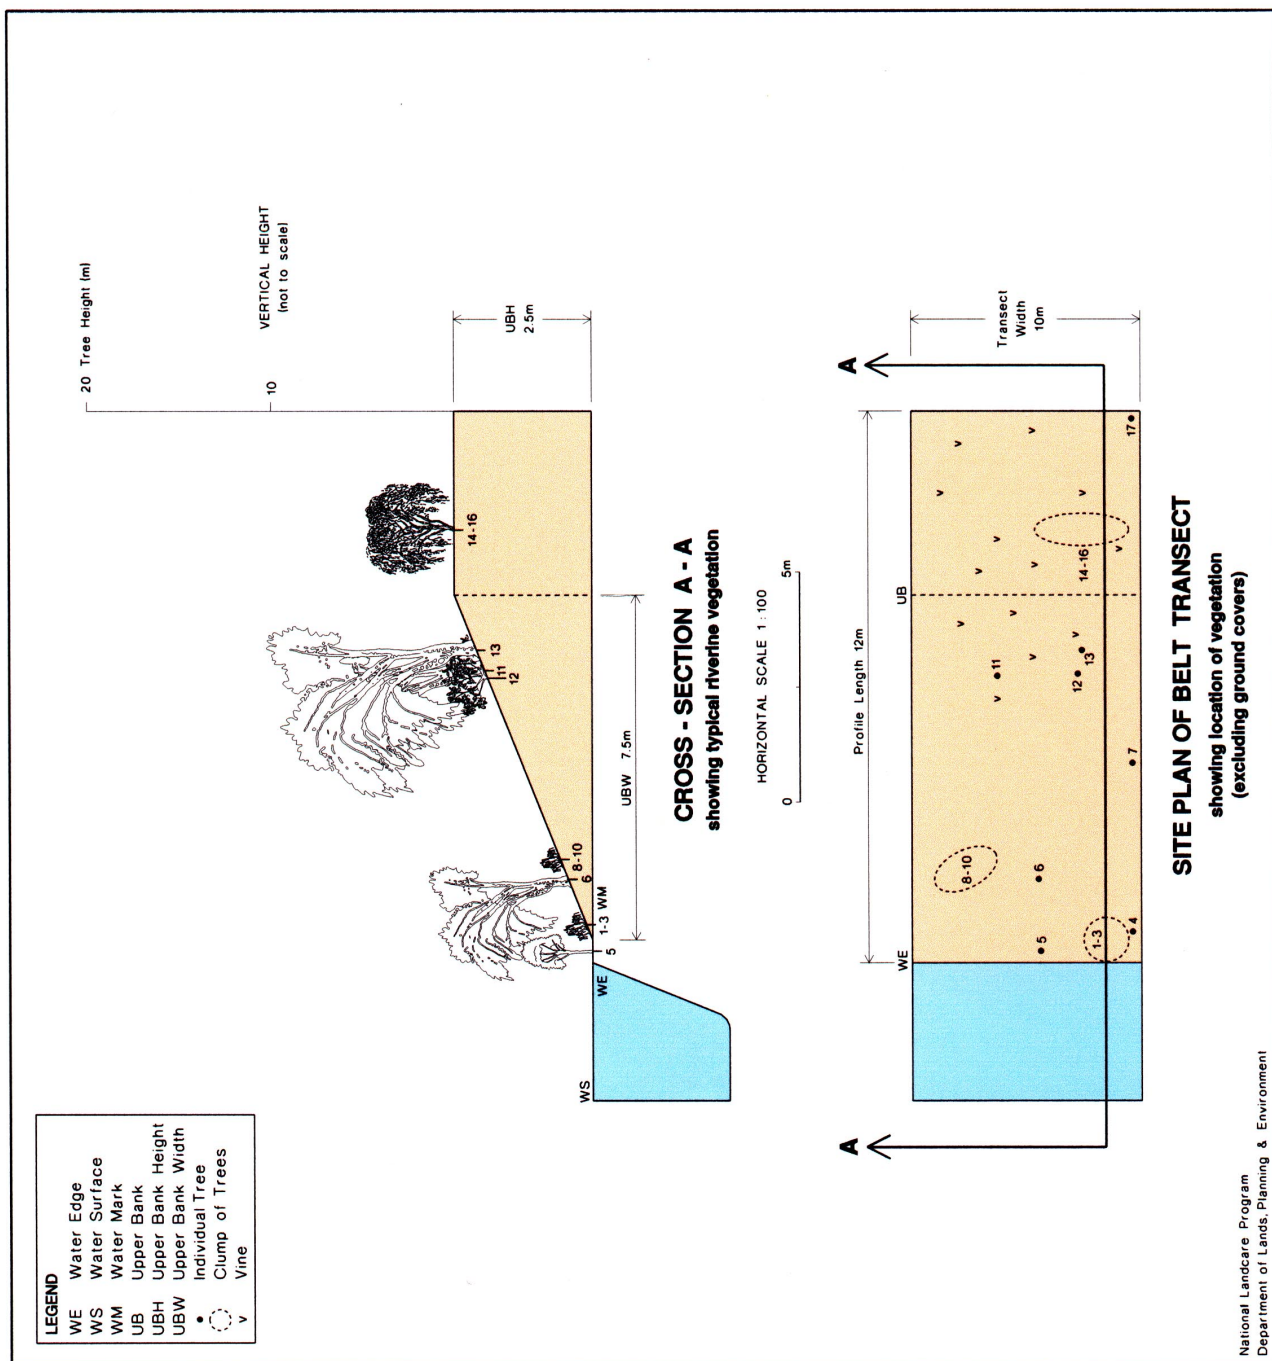 LEGEND
WE Water Edge
WS Water Surface
WM Water Mark
UB Upper Bank
UBH Upper Bank Height
UBW Upper Bank Width
• Individual Tree
Clump of Trees
v Vine
20 Tree Height (m)
10
VERTICAL HEIGHT
(not to scale)
UBH
2.5m
14-16
13
11
12
8-10
6
WM
1-3
5
WE
WS
UBW 7.5m
CROSS - SECTION A - A
showing typical riverine vegetation
HORIZONTAL SCALE 1 : 100
0
5m
A
A
Profile Length 12m
Transect
Width
10m
WE
UB
v
v
v
v
v
v
v
v
v
v
v
v
v
v
8-10
6
5
1-3
4
7
11
12
13
14-16
17
SITE PLAN OF BELT TRANSECT
showing location of vegetation
(excluding ground covers)
National Landcare Program
Department of Lands, Planning & Environment